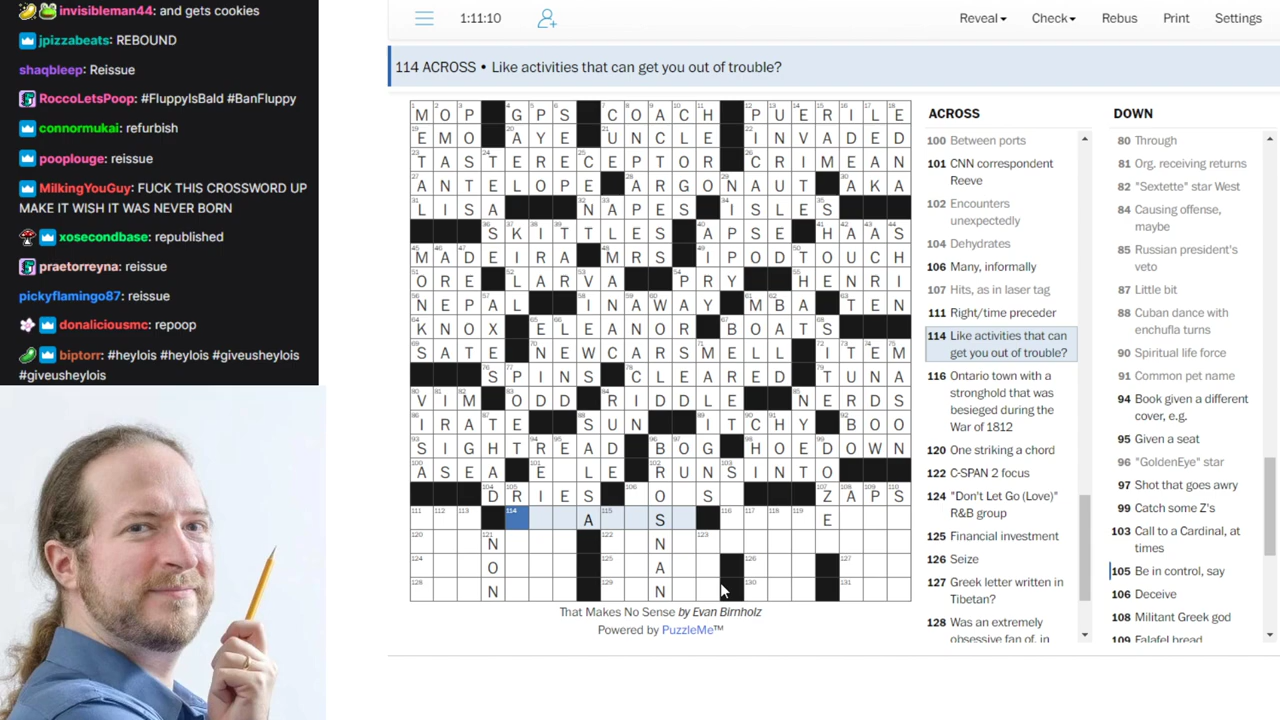 invisibleman44: and gets cookies
jpizzabeats: REBOUND
shaqbleep: Reissue
RoccoLetsPoop: #FluffyIsBald #BanFluffy
connormukai: refurbish
pooplouge: reissue
MilkingYouGuy: FUCK THIS CROSSWORD UP
MAKE IT WISH IT WAS NEVER BORN
xosecondbase: republished
praetorreyna: reissue
pickyflamingo87: reissue
donaliciousmc: repoop
biptorr: #heylois #heylois #giveusheylois
#giveusheylois
1:11:10
Reveal
Check
Rebus
Print
Settings
114 ACROSS • Like activities that can get you out of trouble?
M O P G P S C O A C H P U E R I L E
E M O A Y E U N C L E I N V A D E D
T A S T E R E C E P T O R C R I M E A N
A N T E L O P E A R G O N A U T A K A
L I S A N A P E S I S L E S
S K I T T L E S A P S E H A A S
M A D E I R A M R S I P O D T O U C H
O R E L A R V A P R Y H E N R I
N E P A L I N A W A Y M B A T E N
K N O X E L E A N O R B O A T S
S A T E N E W C A R S M E L L I T E M
S P I N S C L E A R E D T U N A
V I M O D D R I D D L E N E R D S
I R A T E S U N I T C H Y B O O
S I G H T R E A D B O G H O E D O W N
A S E A E L E R U N S I N T O
D R I E S O S Z A P S
A S E
N N
O A
N N
That Makes No Sense by Evan Birnholz
Powered by PuzzleMe™
ACROSS
100 Between ports
101 CNN correspondent
Reeve
102 Encounters
unexpectedly
104 Dehydrates
106 Many, informally
107 Hits, as in laser tag
111 Right/time preceder
114 Like activities that can
get you out of trouble?
116 Ontario town with a
stronghold that was
besieged during the
War of 1812
120 One striking a chord
122 C-SPAN 2 focus
124 "Don't Let Go (Love)"
R&B group
125 Financial investment
126 Seize
127 Greek letter written in
Tibetan?
128 Was an extremely
obsessive fan of, in
DOWN
80 Through
81 Org. receiving returns
82 "Sextette" star West
84 Causing offense,
maybe
85 Russian president's
veto
87 Little bit
88 Cuban dance with
enchufla turns
90 Spiritual life force
91 Common pet name
94 Book given a different
cover, e.g.
95 Given a seat
96 "GoldenEye" star
97 Shot that goes awry
99 Catch some Z's
103 Call to a Cardinal, at
times
105 Be in control, say
106 Deceive
108 Militant Greek god
109 Falafel bread